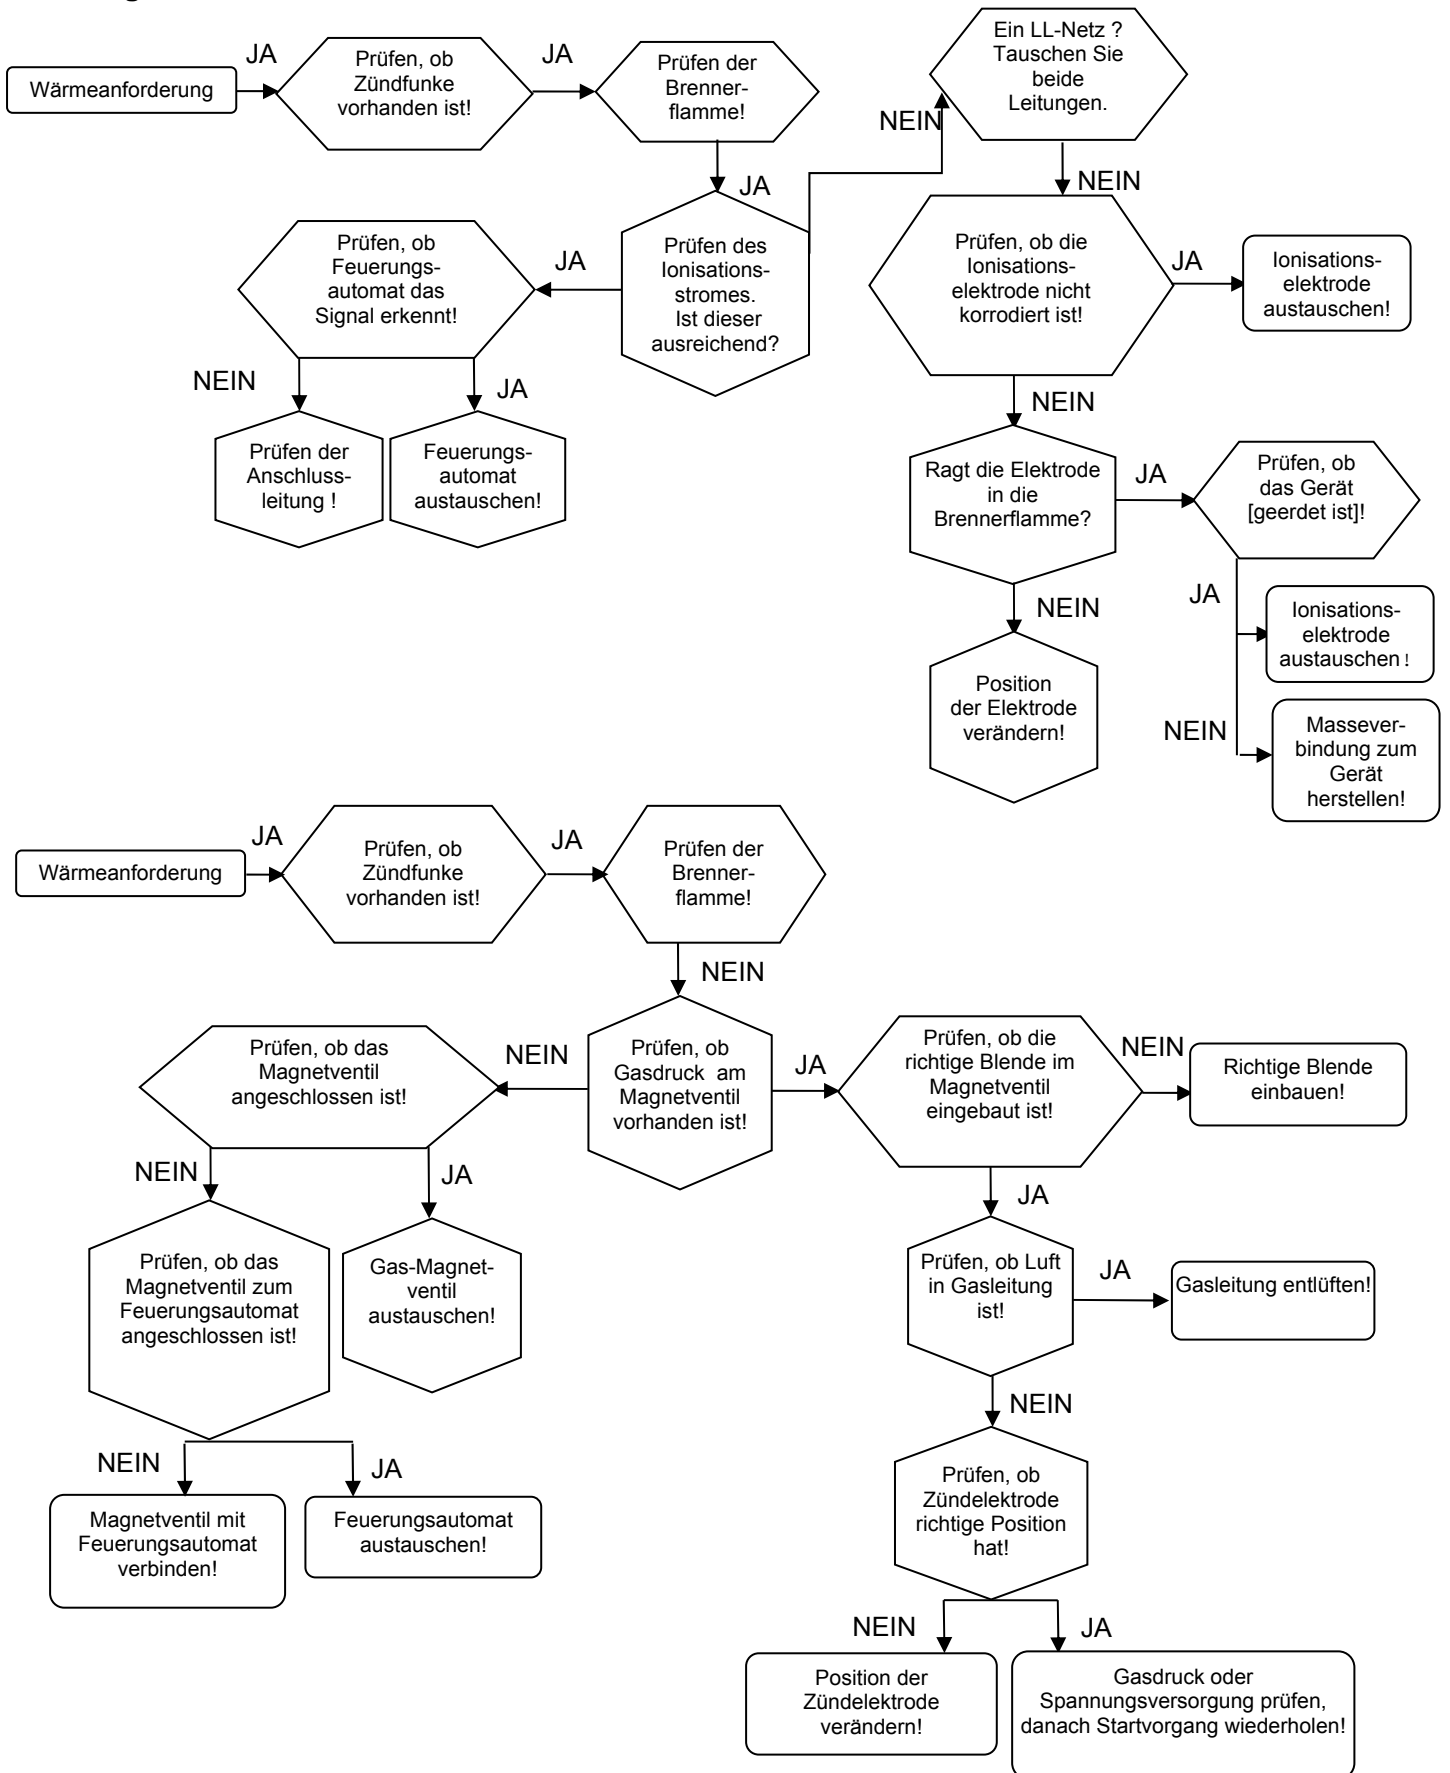 Wärmeanforderung
JA
Prüfen, ob
Zündfunke
vorhanden ist!
JA
Prüfen der
Brenner-
flamme!
JA
Prüfen des
Ionisations-
stromes.
Ist dieser
ausreichend?
JA
Prüfen, ob
Feuerungs-
automat das
Signal erkennt!
NEIN
Prüfen der
Anschluss-
leitung !
JA
Feuerungs-
automat
austauschen!
NEIN
Ein LL-Netz ?
Tauschen Sie
beide
Leitungen.
NEIN
Prüfen, ob die
Ionisations-
elektrode nicht
korrodiert ist!
JA
Ionisations-
elektrode
austauschen!
NEIN
Ragt die Elektrode
in die
Brennerflamme?
JA
Prüfen, ob
das Gerät
[geerdet ist]!
JA
Ionisations-
elektrode
austauschen !
NEIN
Massever-
bindung zum
Gerät
herstellen!
NEIN
Position
der Elektrode
verändern!
Wärmeanforderung
JA
Prüfen, ob
Zündfunke
vorhanden ist!
JA
Prüfen der
Brenner-
flamme!
NEIN
Prüfen, ob
Gasdruck am
Magnetventil
vorhanden ist!
NEIN
Prüfen, ob das
Magnetventil
angeschlossen ist!
NEIN
Prüfen, ob das
Magnetventil zum
Feuerungsautomat
angeschlossen ist!
JA
Gas-Magnet-
ventil
austauschen!
NEIN
Magnetventil mit
Feuerungsautomat
verbinden!
JA
Feuerungsautomat
austauschen!
JA
Prüfen, ob die
richtige Blende im
Magnetventil
eingebaut ist!
NEIN
Richtige Blende
einbauen!
JA
Prüfen, ob Luft
in Gasleitung
ist!
JA
Gasleitung entlüften!
NEIN
Prüfen, ob
Zündelektrode
richtige Position
hat!
NEIN
Position der
Zündelektrode
verändern!
JA
Gasdruck oder
Spannungsversorgung prüfen,
danach Startvorgang wiederholen!